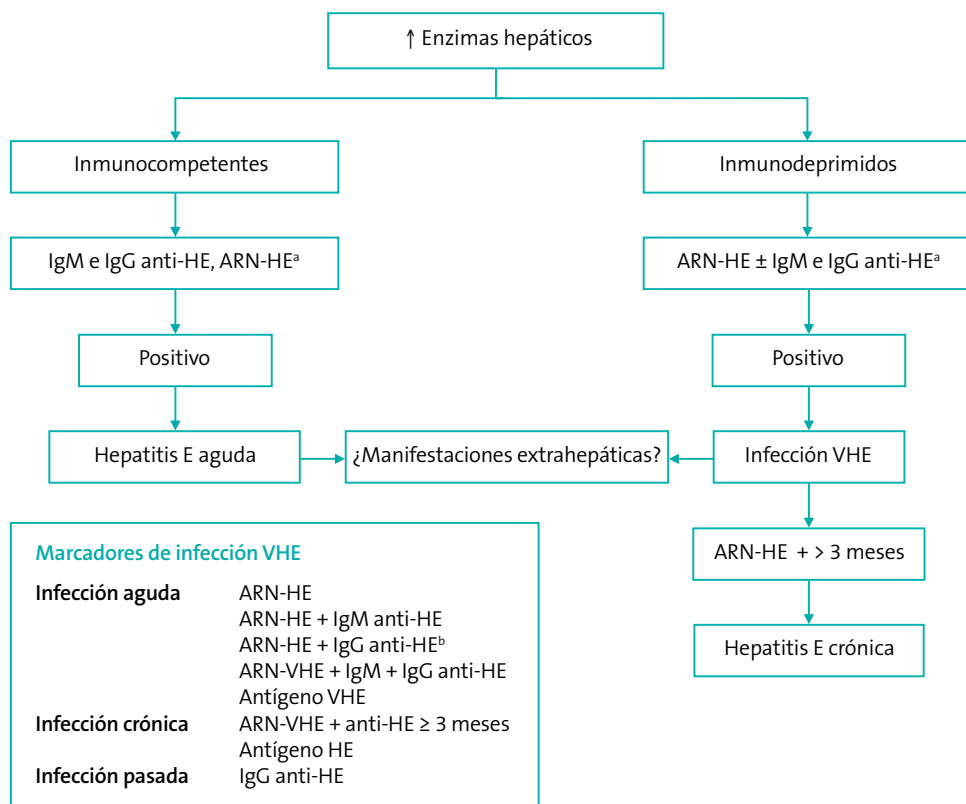 ↑ Enzimas hepáticos
Inmunocompetentes
Inmunodeprimidos
IgM e IgG anti-HE, ARN-HEᵃ
ARN-HE ± IgM e IgG anti-HEᵃ
Positivo
Positivo
Hepatitis E aguda
¿Manifestaciones extrahepáticas?
Infección VHE
ARN-HE + > 3 meses
Hepatitis E crónica
Marcadores de infección VHE
Infección aguda ARN-HE
ARN-HE + IgM anti-HE
ARN-HE + IgG anti-HEᵇ
ARN-VHE + IgM + IgG anti-HE
Antígeno VHE
Infección crónica ARN-VHE + anti-HE ≥ 3 meses
Antígeno HE
Infección pasada IgG anti-HE